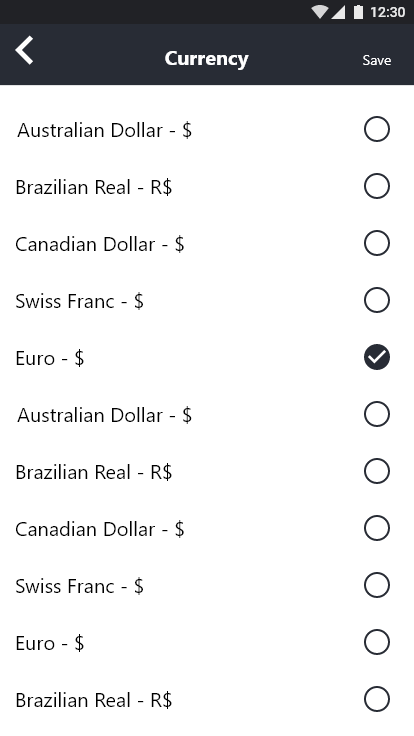 12:30
Currency
Save
Australian Dollar - $
Brazilian Real - R$
Canadian Dollar - $
Swiss Franc - $
Euro - $
Australian Dollar - $
Brazilian Real - R$
Canadian Dollar - $
Swiss Franc - $
Euro - $
Brazilian Real - R$